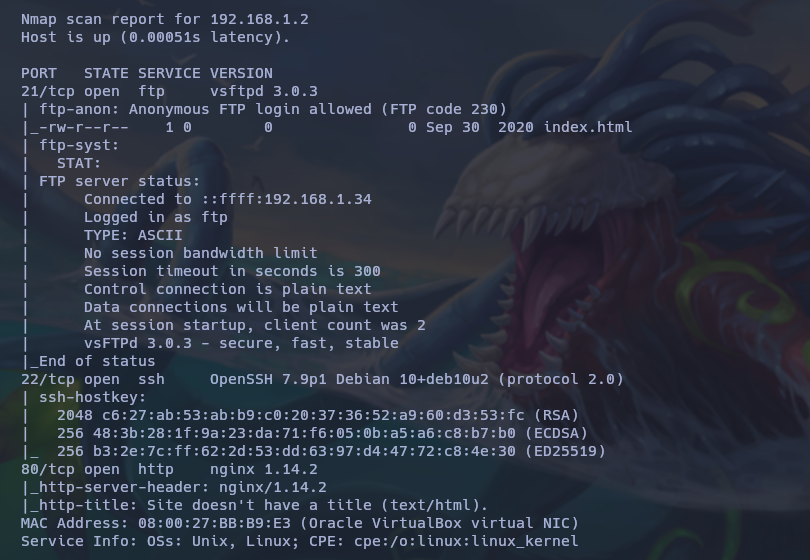 Nmap scan report for 192.168.1.2
Host is up (0.00051s latency).
PORT   STATE SERVICE VERSION
21/tcp open  ftp     vsftpd 3.0.3
| ftp-anon: Anonymous FTP login allowed (FTP code 230)
|_-rw-r--r--    1 0        0               0 Sep 30  2020 index.html
| ftp-syst:
|   STAT:
| FTP server status:
|      Connected to ::ffff:192.168.1.34
|      Logged in as ftp
|      TYPE: ASCII
|      No session bandwidth limit
|      Session timeout in seconds is 300
|      Control connection is plain text
|      Data connections will be plain text
|      At session startup, client count was 2
|      vsFTPd 3.0.3 - secure, fast, stable
|_End of status
22/tcp open  ssh     OpenSSH 7.9p1 Debian 10+deb10u2 (protocol 2.0)
| ssh-hostkey:
|   2048 c6:27:ab:53:ab:b9:c0:20:37:36:52:a9:60:d3:53:fc (RSA)
|   256 48:3b:28:1f:9a:23:da:71:f6:05:0b:a5:a6:c8:b7:b0 (ECDSA)
|_  256 b3:2e:7c:ff:62:2d:53:dd:63:97:d4:47:72:c8:4e:30 (ED25519)
80/tcp open  http    nginx 1.14.2
|_http-server-header: nginx/1.14.2
|_http-title: Site doesn't have a title (text/html).
MAC Address: 08:00:27:BB:B9:E3 (Oracle VirtualBox virtual NIC)
Service Info: OSs: Unix, Linux; CPE: cpe:/o:linux:linux_kernel